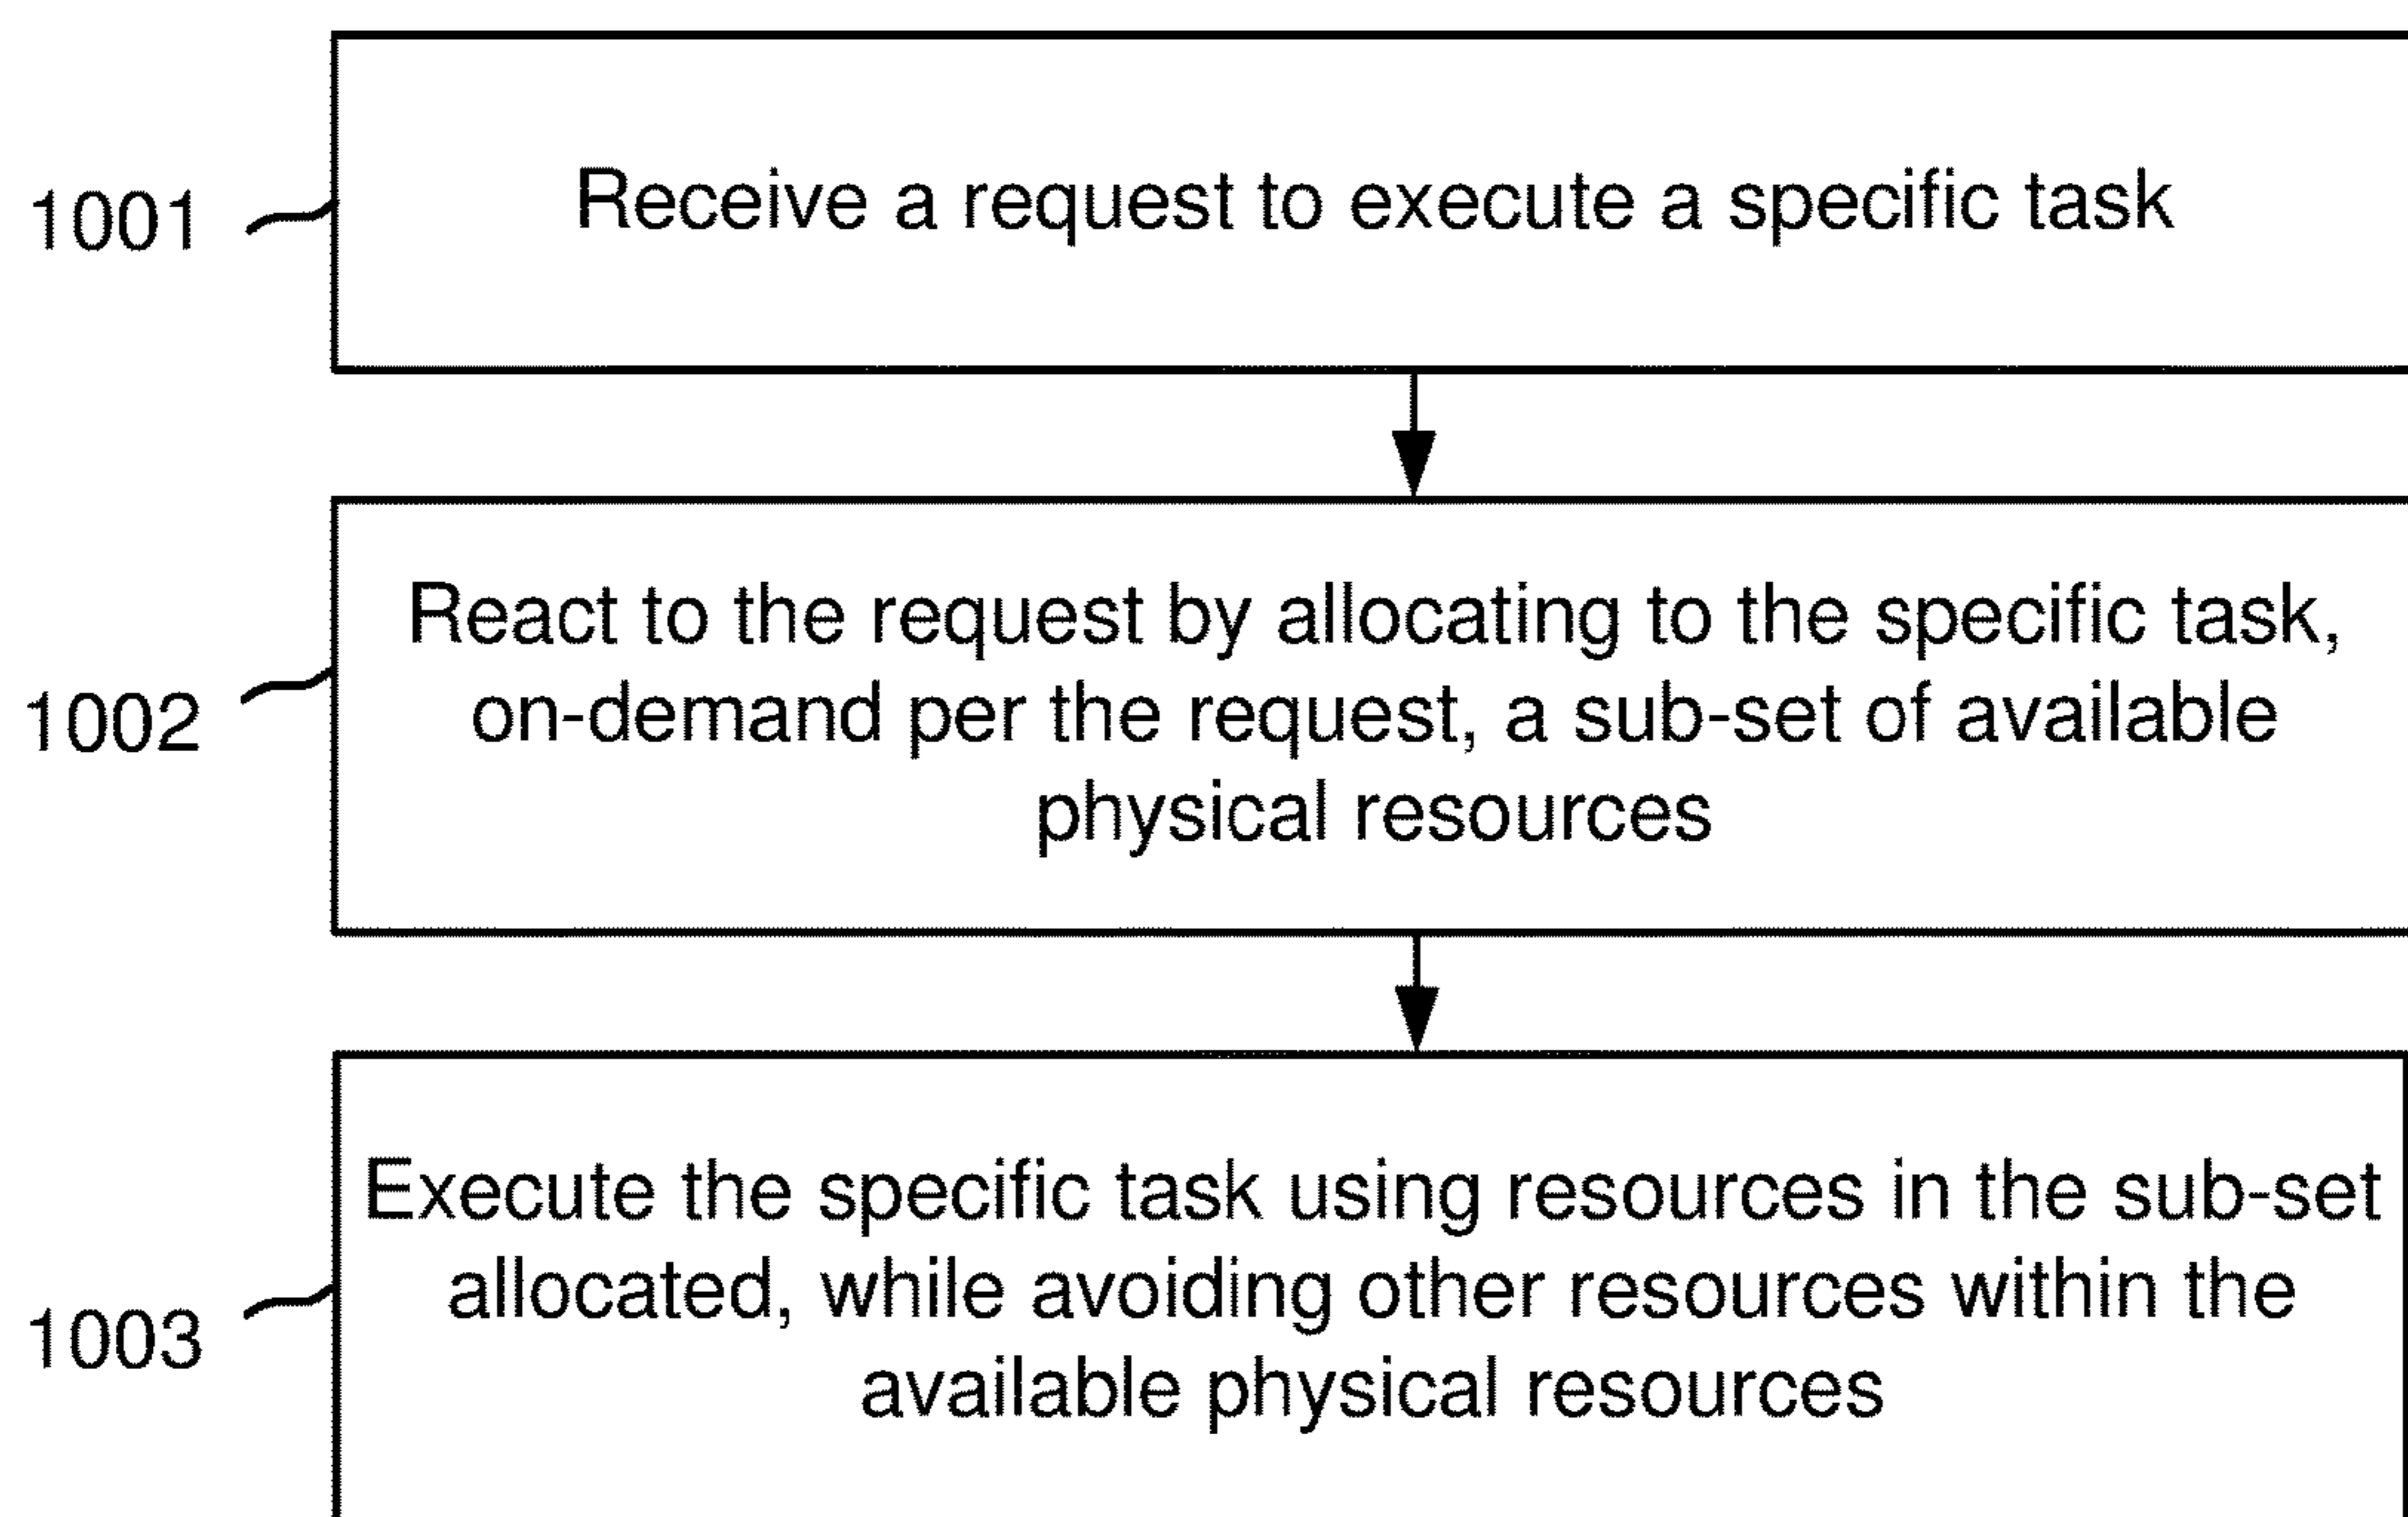 1001
Receive a request to execute a specific task
1002
React to the request by allocating to the specific task,
on-demand per the request, a sub-set of available
physical resources
1003
Execute the specific task using resources in the sub-set
allocated, while avoiding other resources within the
available physical resources